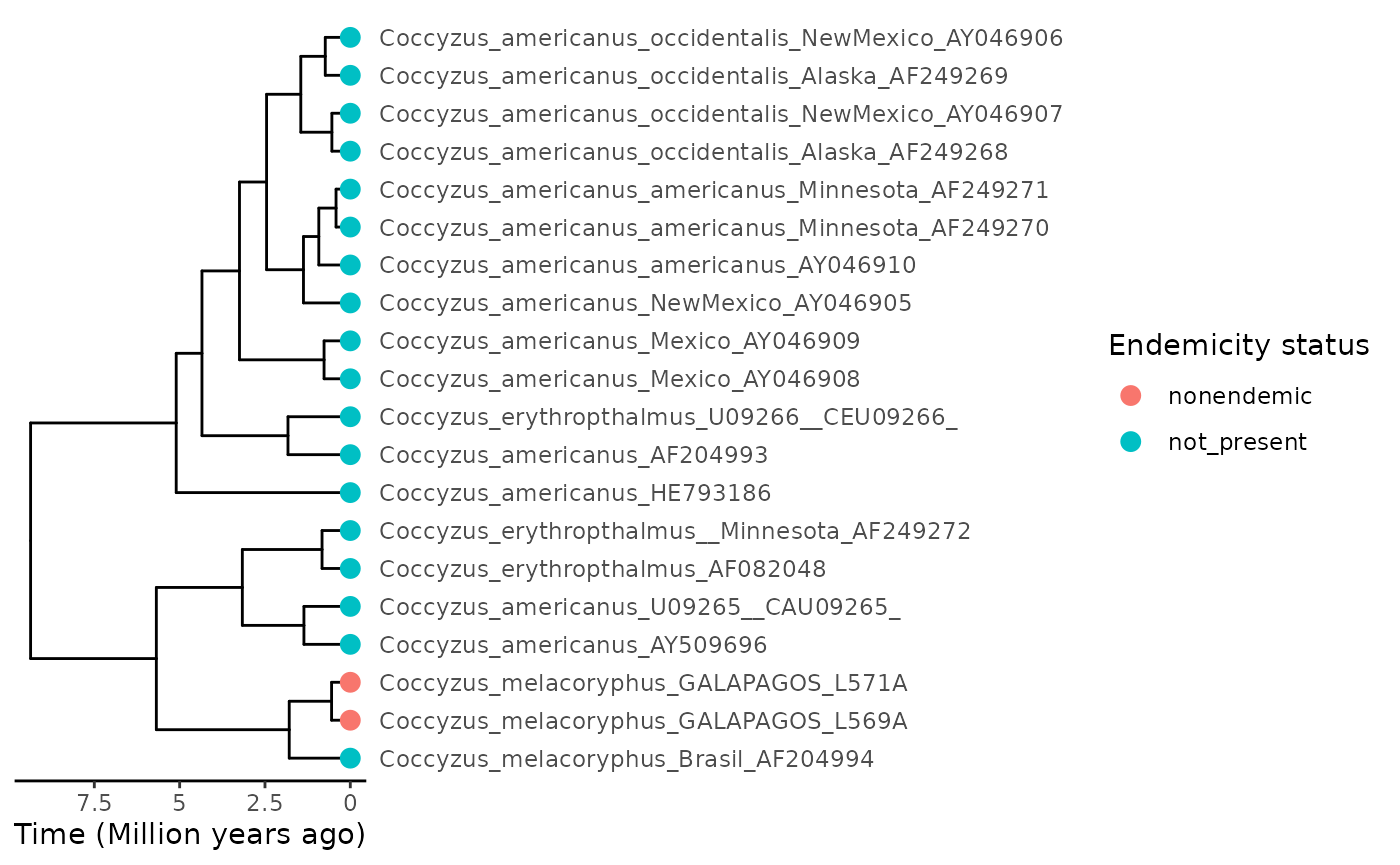 Coccyzus_americanus_occidentalis_NewMexico_AY046906
Coccyzus_americanus_occidentalis_Alaska_AF249269
Coccyzus_americanus_occidentalis_NewMexico_AY046907
Coccyzus_americanus_occidentalis_Alaska_AF249268
Coccyzus_americanus_americanus_Minnesota_AF249271
Coccyzus_americanus_americanus_Minnesota_AF249270
Coccyzus_americanus_americanus_AY046910
Coccyzus_americanus_NewMexico_AY046905
Coccyzus_americanus_Mexico_AY046909
Coccyzus_americanus_Mexico_AY046908
Coccyzus_erythropthalmus_U09266__CEU09266_
Coccyzus_americanus_AF204993
Coccyzus_americanus_HE793186
Coccyzus_erythropthalmus__Minnesota_AF249272
Coccyzus_erythropthalmus_AF082048
Coccyzus_americanus_U09265__CAU09265_
Coccyzus_americanus_AY509696
Coccyzus_melacoryphus_GALAPAGOS_L571A
Coccyzus_melacoryphus_GALAPAGOS_L569A
Coccyzus_melacoryphus_Brasil_AF204994
7.5 5 2.5 0
Time (Million years ago)
Endemicity status
nonendemic
not_present